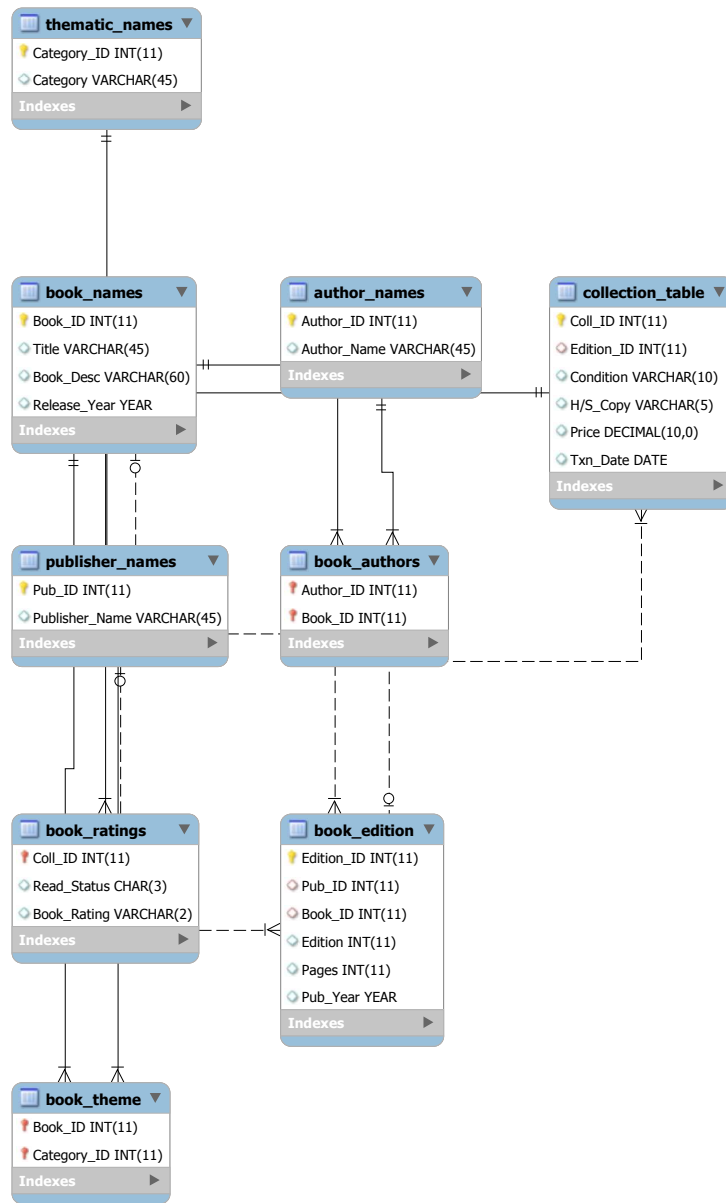 thematic_names
Category_ID INT(11)
Category VARCHAR(45)
Indexes
book_names
Book_ID INT(11)
Title VARCHAR(45)
Book_Desc VARCHAR(60)
Release_Year YEAR
Indexes
author_names
Author_ID INT(11)
Author_Name VARCHAR(45)
Indexes
collection_table
Coll_ID INT(11)
Edition_ID INT(11)
Condition VARCHAR(10)
H/S_Copy VARCHAR(5)
Price DECIMAL(10,0)
Txn_Date DATE
Indexes
publisher_names
Pub_ID INT(11)
Publisher_Name VARCHAR(45)
Indexes
book_authors
Author_ID INT(11)
Book_ID INT(11)
Indexes
book_ratings
Coll_ID INT(11)
Read_Status CHAR(3)
Book_Rating VARCHAR(2)
Indexes
book_edition
Edition_ID INT(11)
Pub_ID INT(11)
Book_ID INT(11)
Edition INT(11)
Pages INT(11)
Pub_Year YEAR
Indexes
book_theme
Book_ID INT(11)
Category_ID INT(11)
Indexes